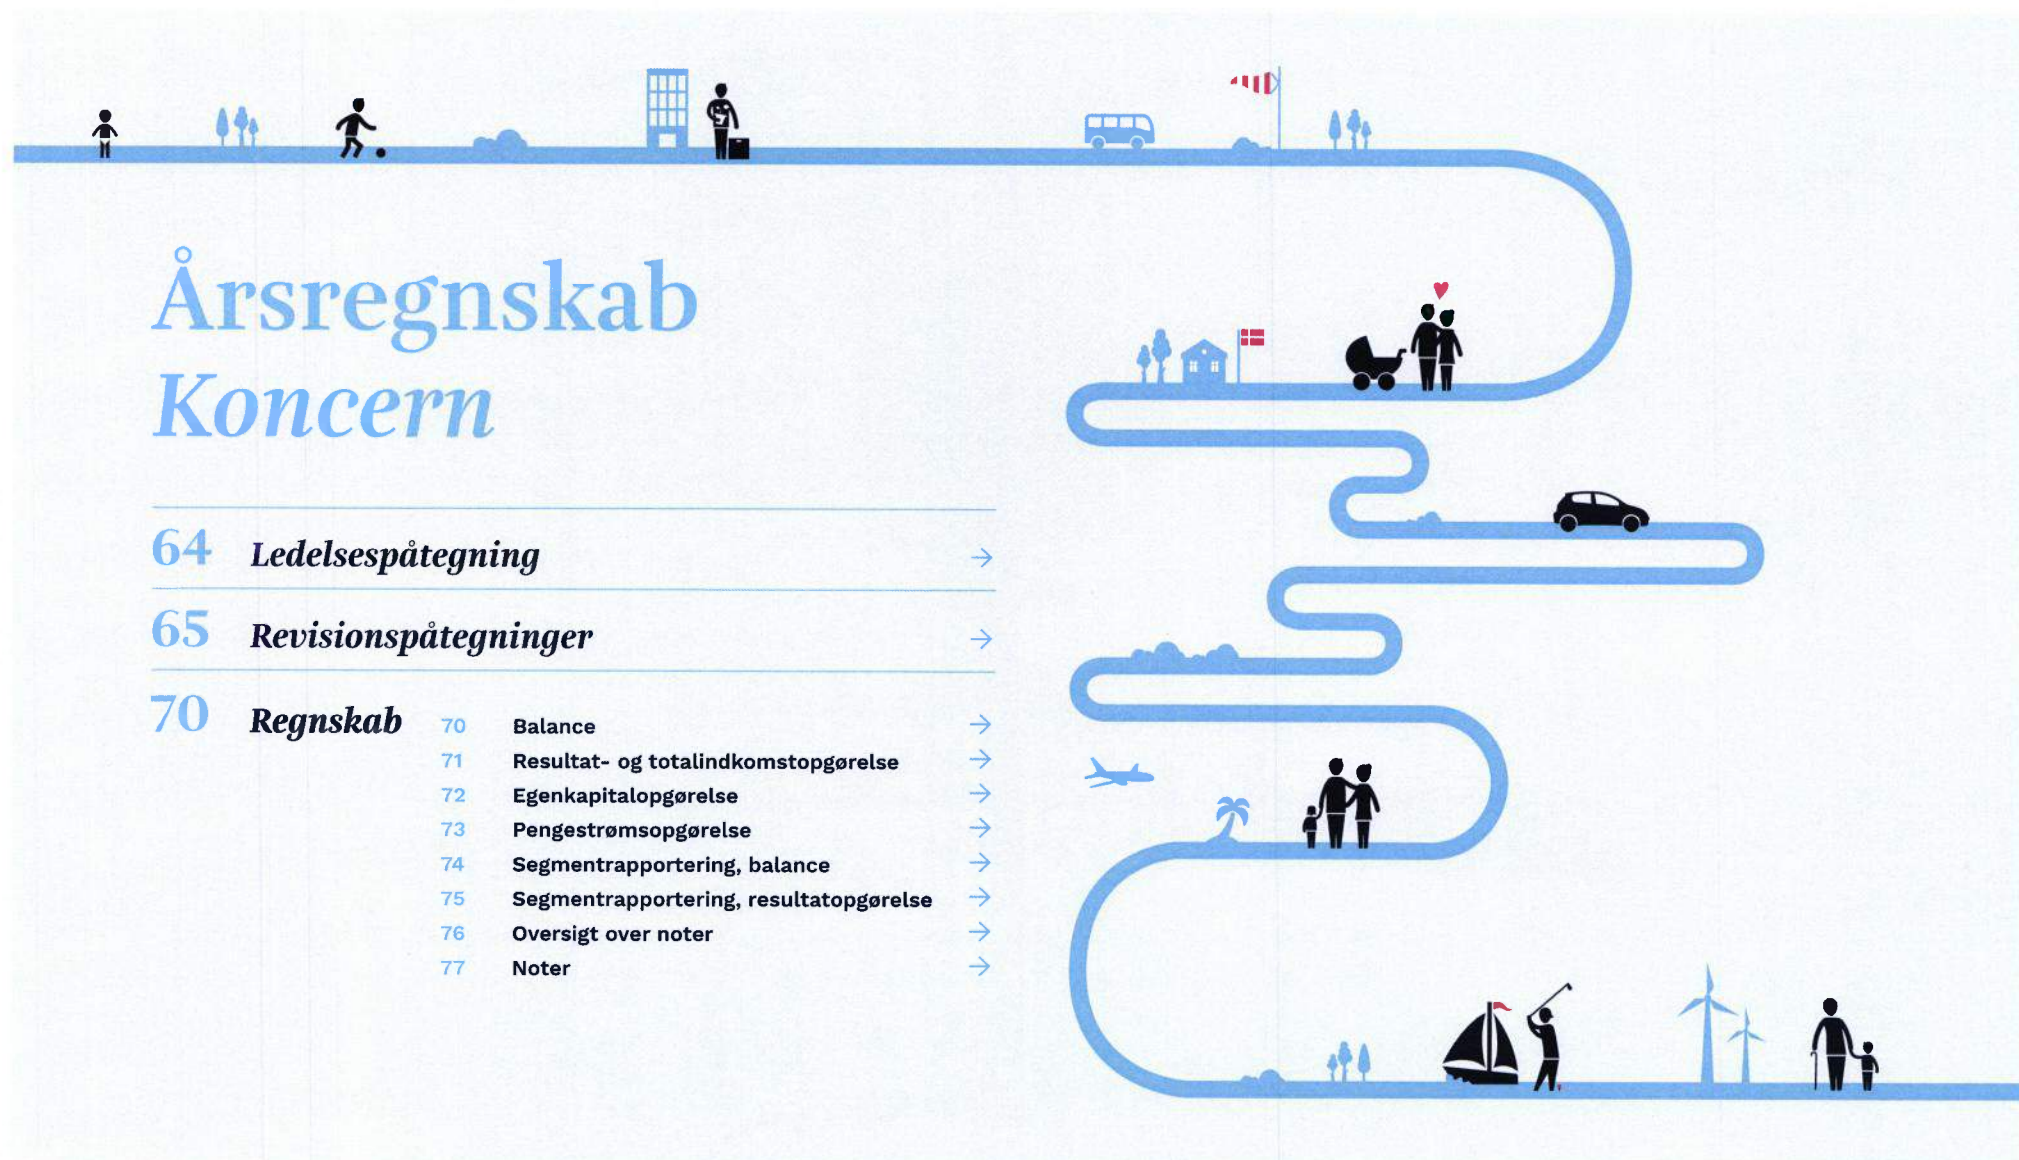 Årsregnskab
Koncern
64 Ledelsespåtegning →
65 Revisionspåtegninger →
70 Regnskab
70 Balance →
71 Resultat- og totalindkomstopgørelse →
72 Egenkapitalopgørelse →
73 Pengestrømsopgørelse →
74 Segmentrapportering, balance →
75 Segmentrapportering, resultatopgørelse →
76 Oversigt over noter →
77 Noter →